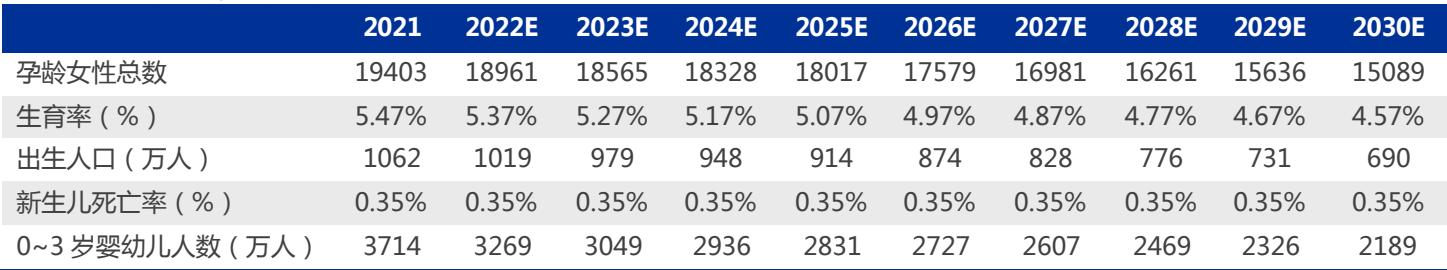 2021 2022E 2023E 2024E 2025E 2026E 2027E 2028E 2029E 2030E
孕龄女性总数 19403 18961 18565 18328 18017 17579 16981 16261 15636 15089
生育率（%） 5.47% 5.37% 5.27% 5.17% 5.07% 4.97% 4.87% 4.77% 4.67% 4.57%
出生人口（万人） 1062 1019 979 948 914 874 828 776 731 690
新生儿死亡率（%） 0.35% 0.35% 0.35% 0.35% 0.35% 0.35% 0.35% 0.35% 0.35% 0.35%
0~3 岁婴幼儿人数（万人） 3714 3269 3049 2936 2831 2727 2607 2469 2326 2189